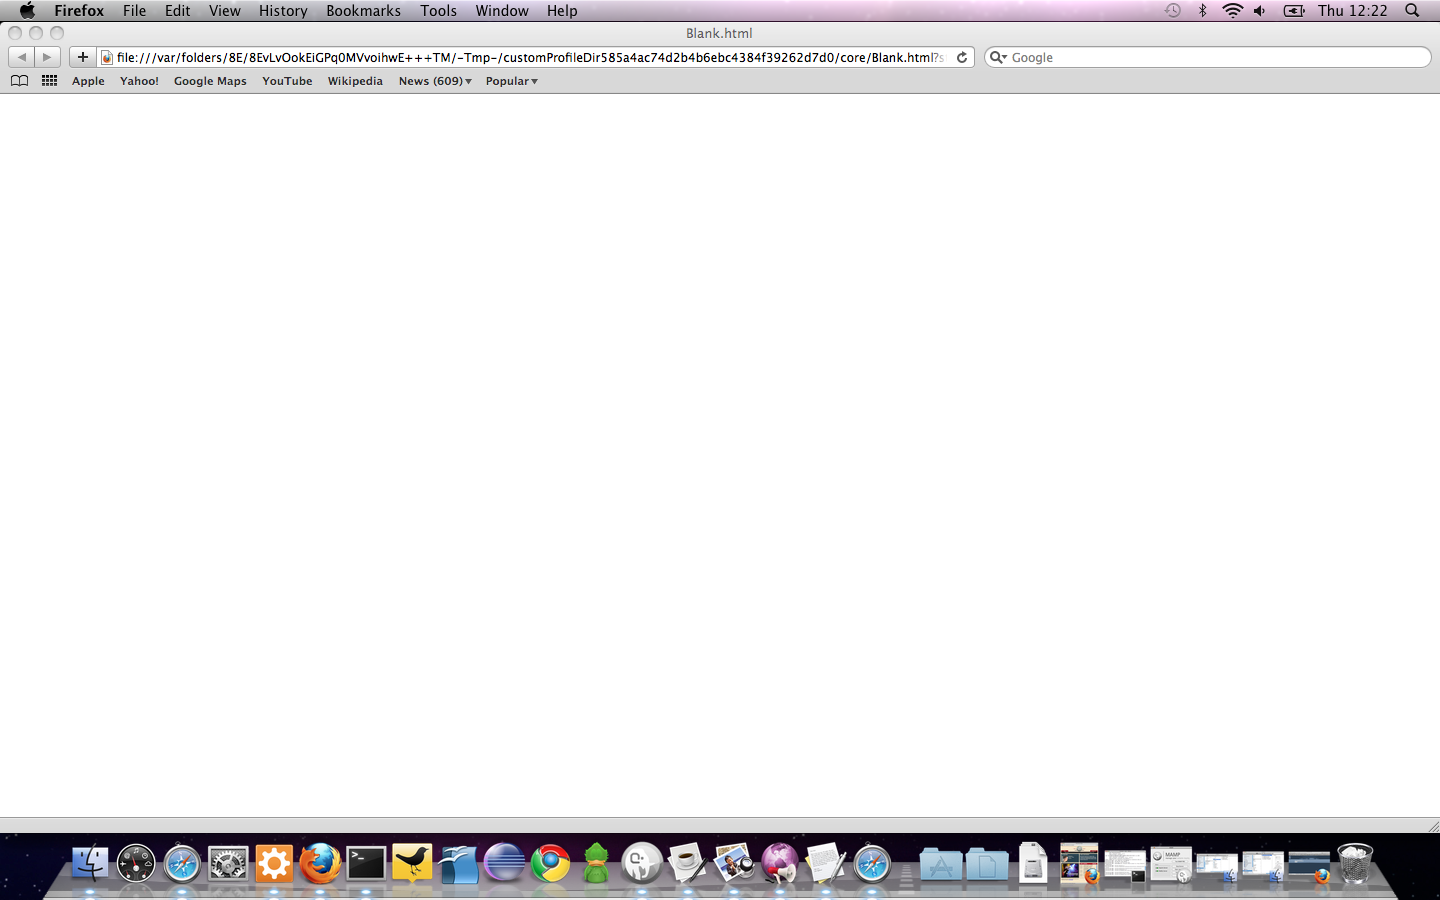 Firefox File Edit View History Bookmarks Tools Window Help Thu 12:22
Blank.html
file:///var/folders/8E/8EvLvOokEiGPq0MVvoihwE+++TM/-Tmp-/customProfileDir585a4ac74d2b4b6ebc4384f39262d7d0/core/Blank.html?s Google
Apple Yahoo! Google Maps YouTube Wikipedia News (609) Popular
MAMP